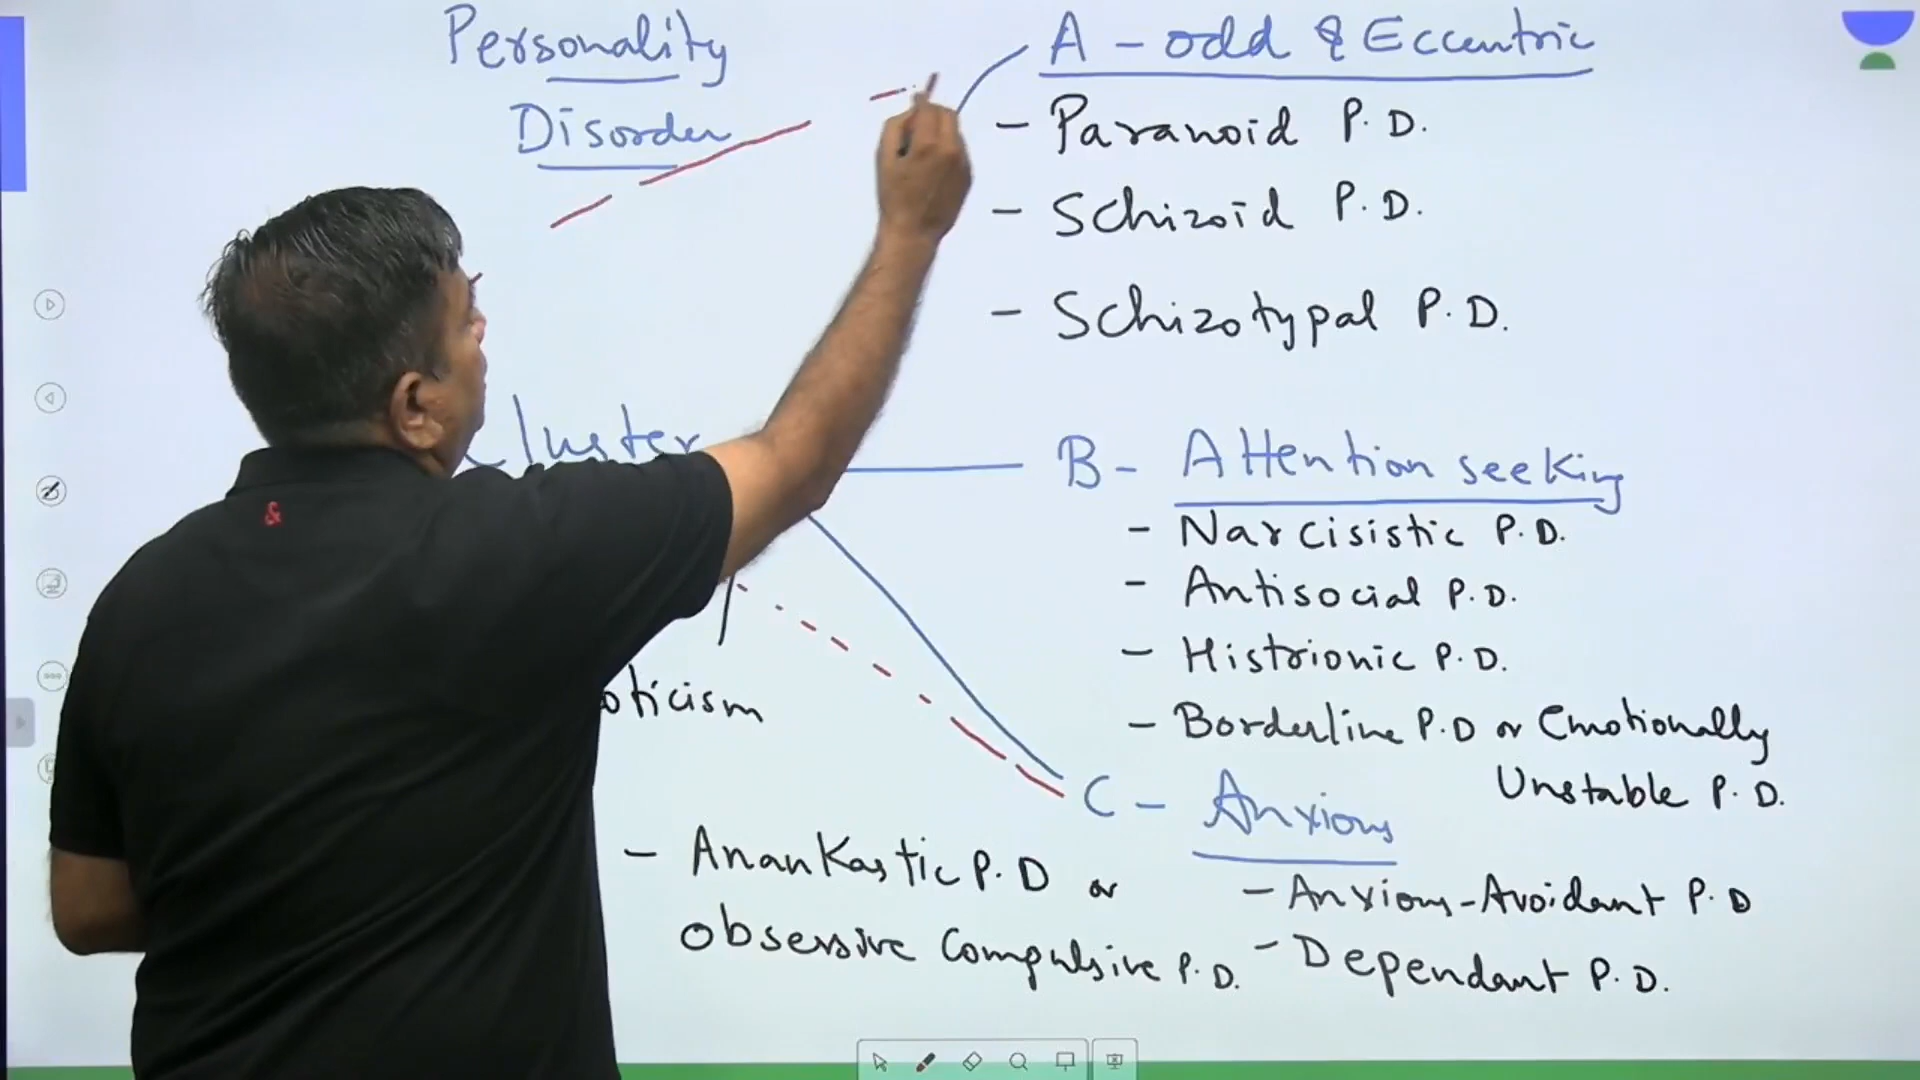 Personality
Disorder
A - odd & Eccentric
- Paranoid P.D.
- Schizoid P.D.
- Schizotypal P.D.
Cluster
B - Attention seeking
- Narcisistic P.D.
- Antisocial P.D.
- Histrionic P.D.
- Borderline P.D or Emotionally
Unstable P.D.
oticism
C - Anxious
- Anankastic P.D or
Obsessive Compulsive P.D.
- Anxious-Avoidant P.D
- Dependant P.D.